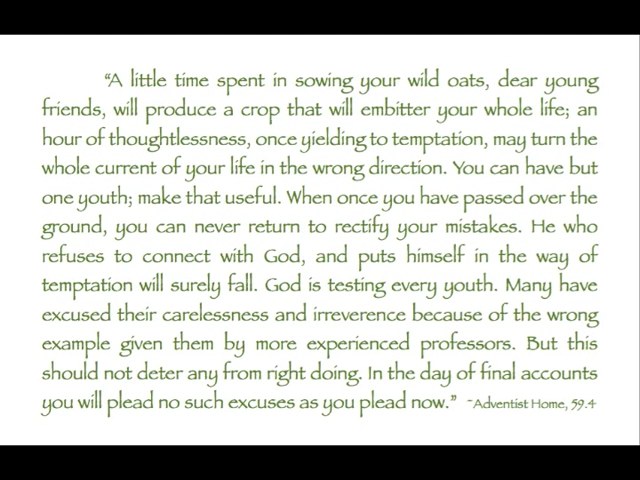 “A little time spent in sowing your wild oats, dear young
friends, will produce a crop that will embitter your whole life; an
hour of thoughtlessness, once yielding to temptation, may turn the
whole current of your life in the wrong direction. You can have but
one youth; make that useful. When once you have passed over the
ground, you can never return to rectify your mistakes. He who
refuses to connect with God, and puts himself in the way of
temptation will surely fall. God is testing every youth. Many have
excused their carelessness and irreverence because of the wrong
example given them by more experienced professors. But this
should not deter any from right doing. In the day of final accounts
you will plead no such excuses as you plead now.” ~Adventist Home, 59.4